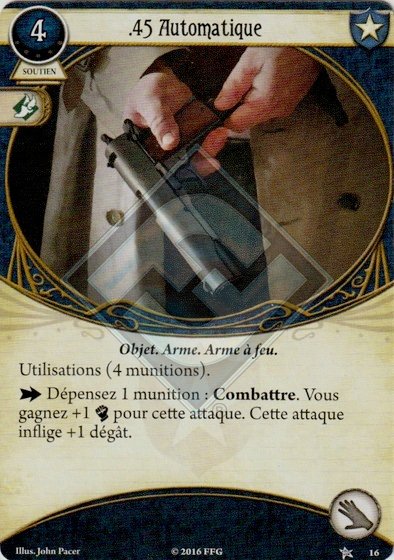 4
.45 Automatique
SOUTIEN
Objet. Arme. Arme à feu.
Utilisations (4 munitions).
Dépensez 1 munition : Combattre. Vous
gagnez +1 pour cette attaque. Cette attaque
inflige +1 dégât.
Illus. John Pacer
© 2016 FFG
16